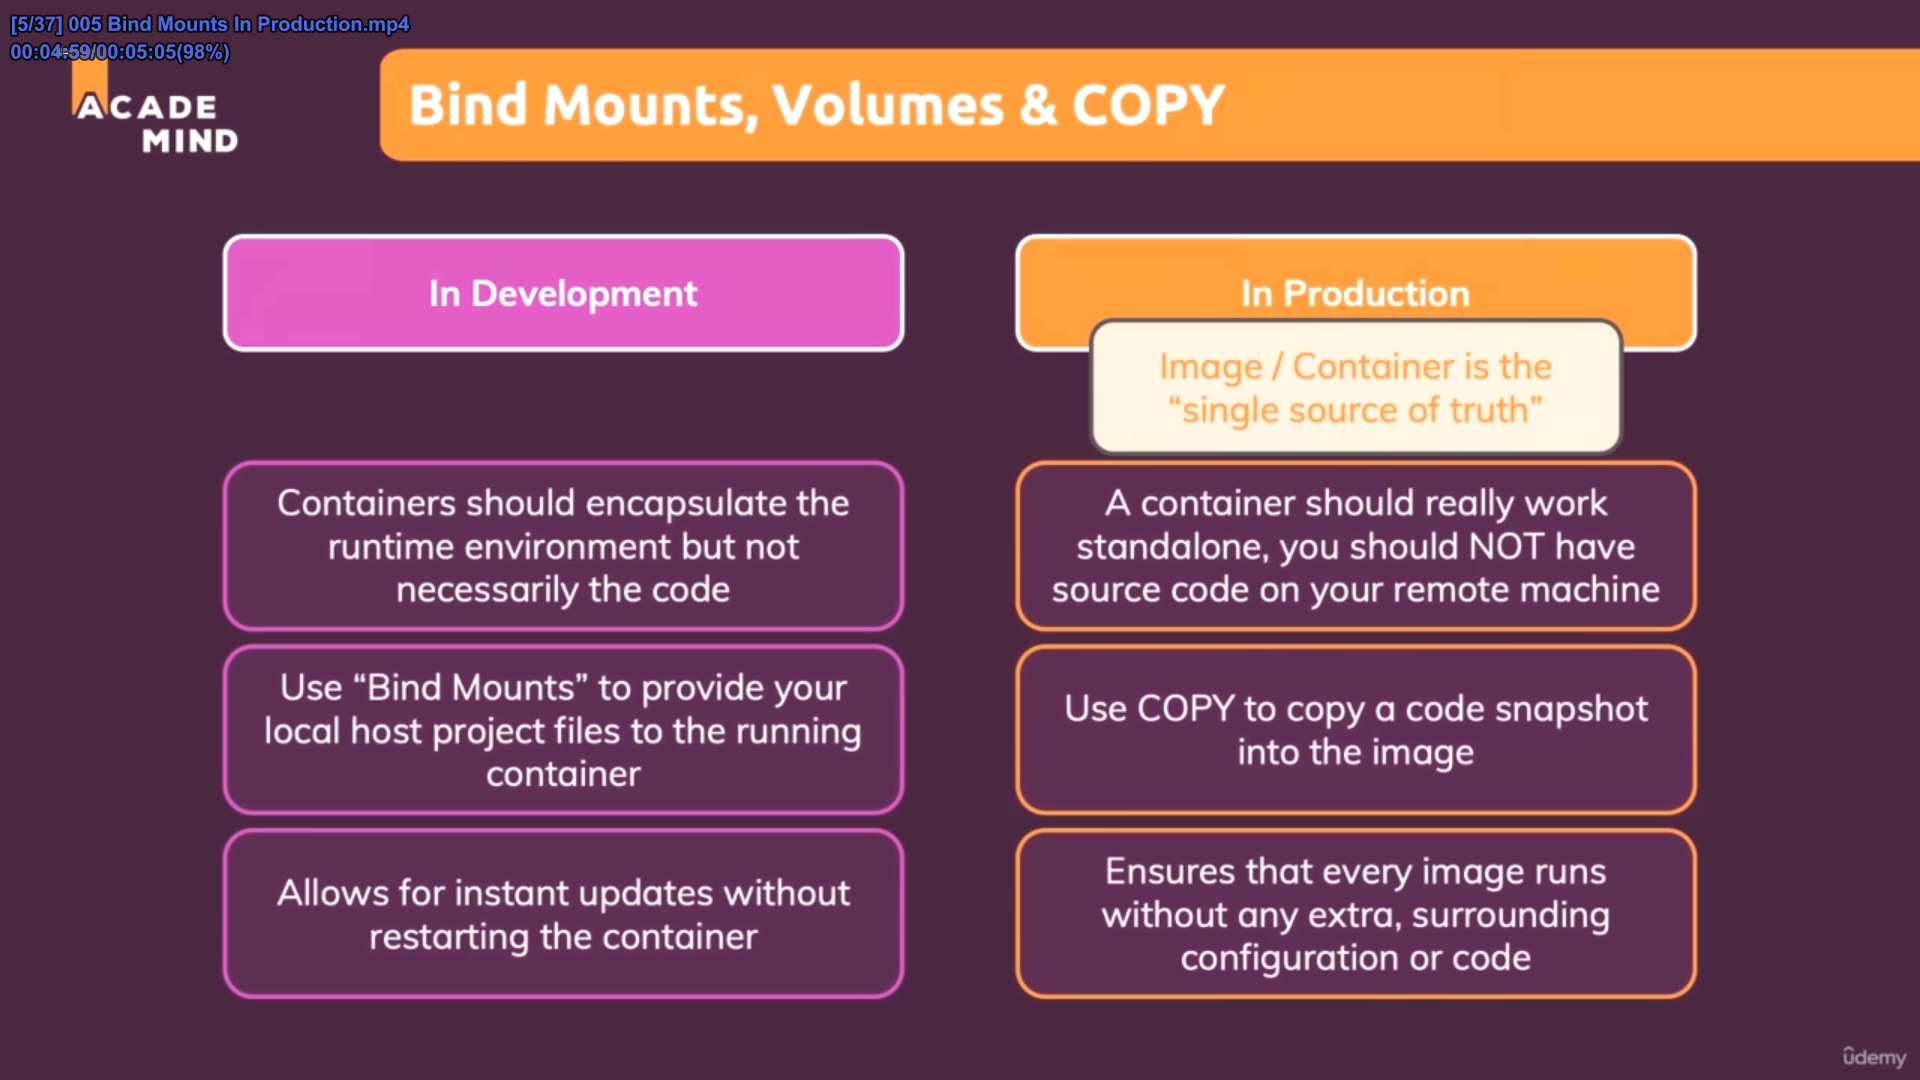 [5/37] 005 Bind Mounts In Production.mp4
00:04:59/00:05:05(98%)
ACADE
MIND
Bind Mounts, Volumes & COPY
In Development
In Production
Image / Container is the
“single source of truth”
Containers should encapsulate the
runtime environment but not
necessarily the code
A container should really work
standalone, you should NOT have
source code on your remote machine
Use “Bind Mounts” to provide your
local host project files to the running
container
Use COPY to copy a code snapshot
into the image
Allows for instant updates without
restarting the container
Ensures that every image runs
without any extra, surrounding
configuration or code
ûdemy